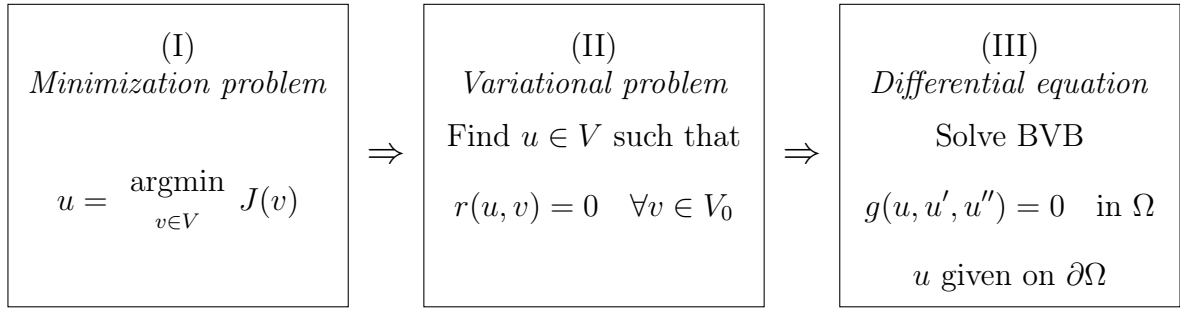 (I)
Minimization problem
u = argmin J(v)
v∈V
⇒
(II)
Variational problem
Find u ∈ V such that
r(u, v) = 0 ∀v ∈ V₀
⇒
(III)
Differential equation
Solve BVB
g(u, u′, u′′) = 0 in Ω
u given on ∂Ω